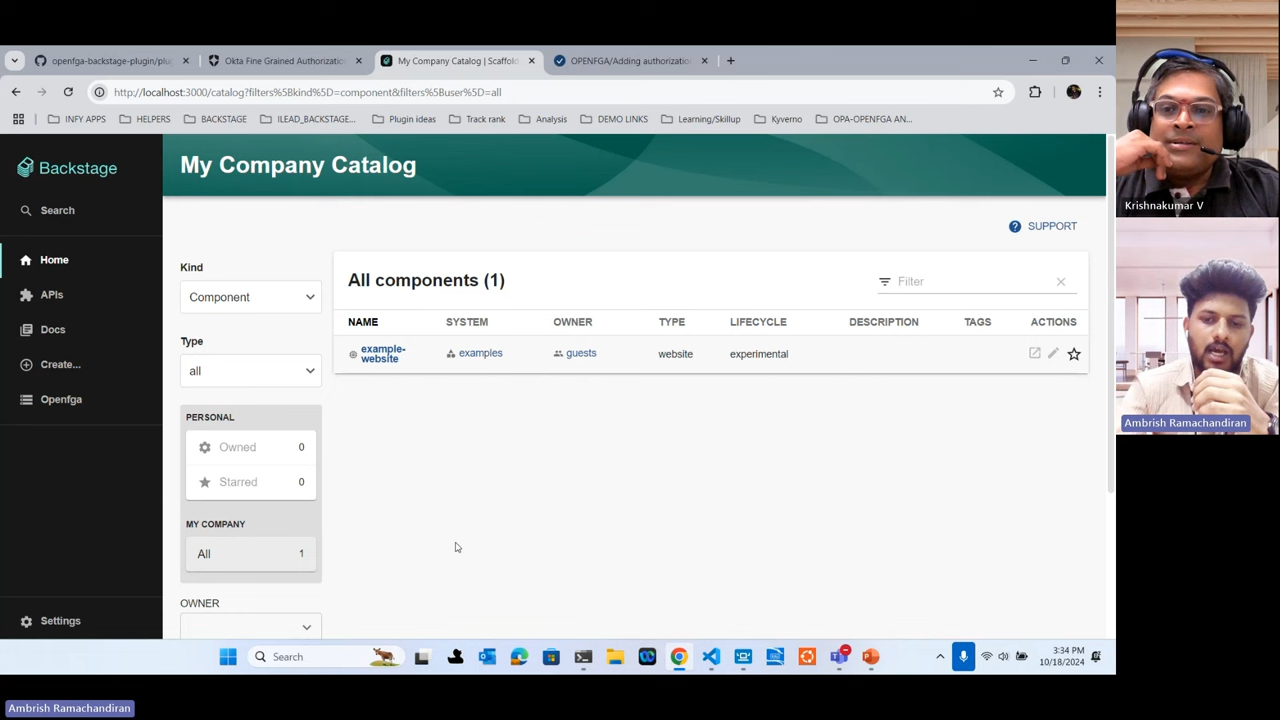 openfga-backstage-plugin/plug
Okta Fine Grained Authorization
My Company Catalog | Scaffold
OPENFGA/Adding authorization
http://localhost:3000/catalog?filters%5Bkind%5D=component&filters%5Buser%5D=all
INFY APPS
HELPERS
BACKSTAGE
ILEAD_BACKSTAGE...
Plugin ideas
Track rank
Analysis
DEMO LINKS
Learning/Skillup
Kyverno
OPA-OPENFGA AN...
Backstage
Search
Home
APIs
Docs
Create...
Openfga
Settings
My Company Catalog
SUPPORT
Kind
Component
Type
all
PERSONAL
Owned 0
Starred 0
MY COMPANY
All 1
OWNER
All components (1)
Filter
NAME SYSTEM OWNER TYPE LIFECYCLE DESCRIPTION TAGS ACTIONS
example-
website
examples guests website experimental
Search
3:34 PM
10/18/2024
Krishnakumar V
Ambrish Ramachandiran
Ambrish Ramachandiran